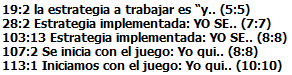 19:2 la estrategia a trabajar es “y.. (5:5)
28:2 Estrategia implementada: YO SE.. (7:7)
103:13 Estrategia implementada: YO SE.. (8:8)
107:2 Se inicia con el juego: Yo qui.. (8:8)
113:1 Iniciamos con el juego: Yo qui.. (10:10)